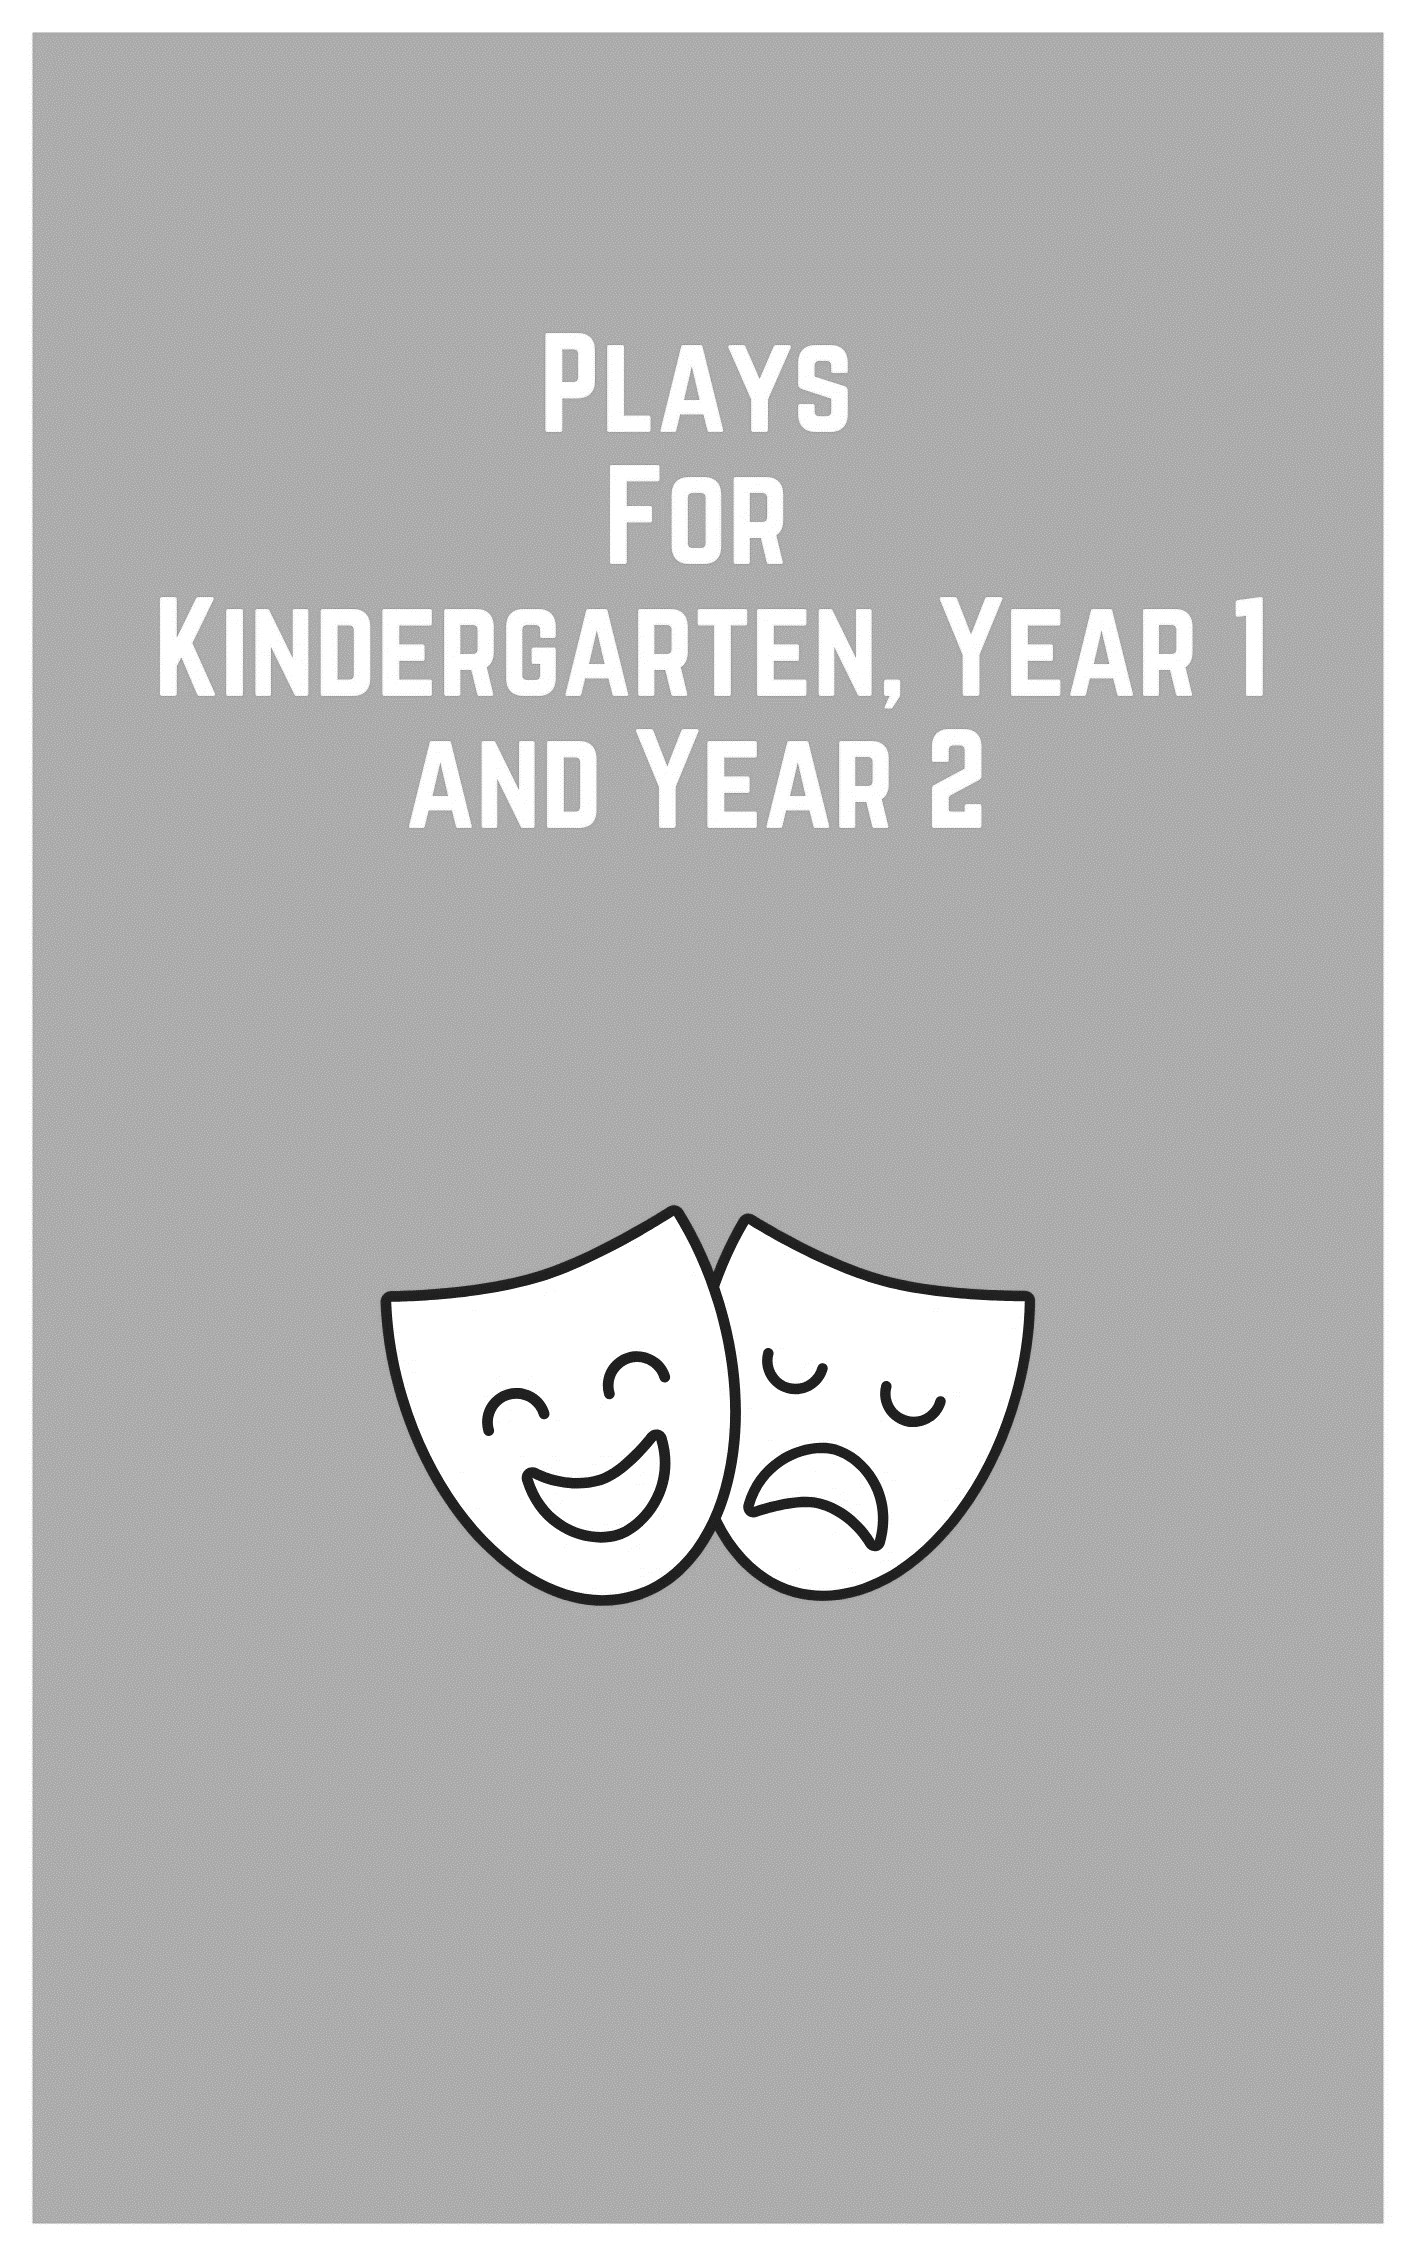 Plays
For
Kindergarten, Year 1
and Year 2